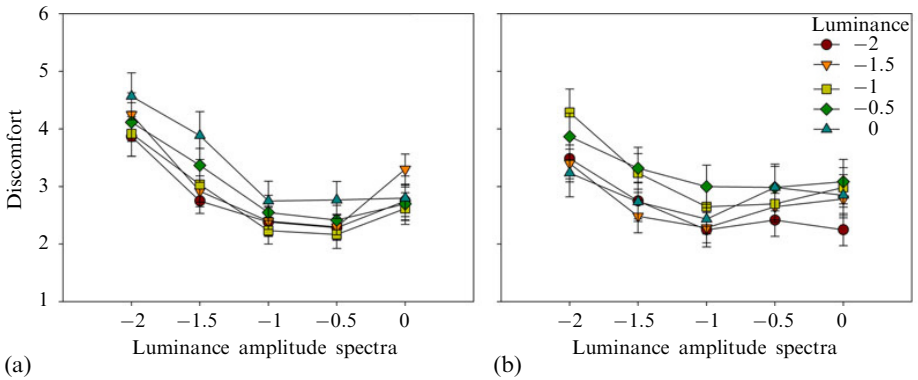 6
5
4
3
2
1
Discomfort
−2 −1.5 −1 −0.5 0
Luminance amplitude spectra
(a)
Luminance
−2
−1.5
−1
−0.5
0
−2 −1.5 −1 −0.5 0
Luminance amplitude spectra
(b)